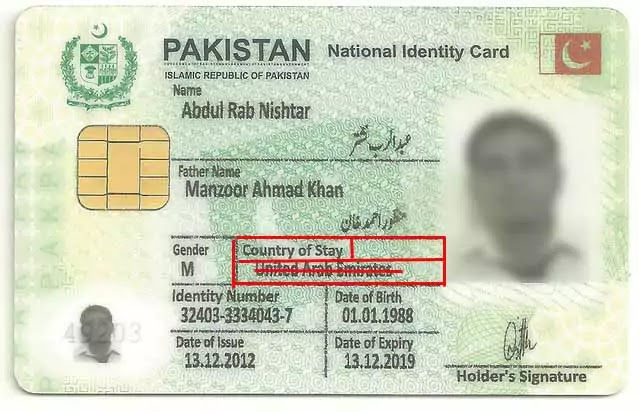 PAKISTAN National Identity Card
ISLAMIC REPUBLIC OF PAKISTAN
Name
Abdul Rab Nishtar
عبدالرب نشتر
Father Name
Manzoor Ahmad Khan
منظور احمد خان
Gender
M
Country of Stay
United Arab Emirates
Identity Number
32403-3334043-7
Date of Birth
01.01.1988
Date of Issue
13.12.2012
Date of Expiry
13.12.2019
Holder's Signature